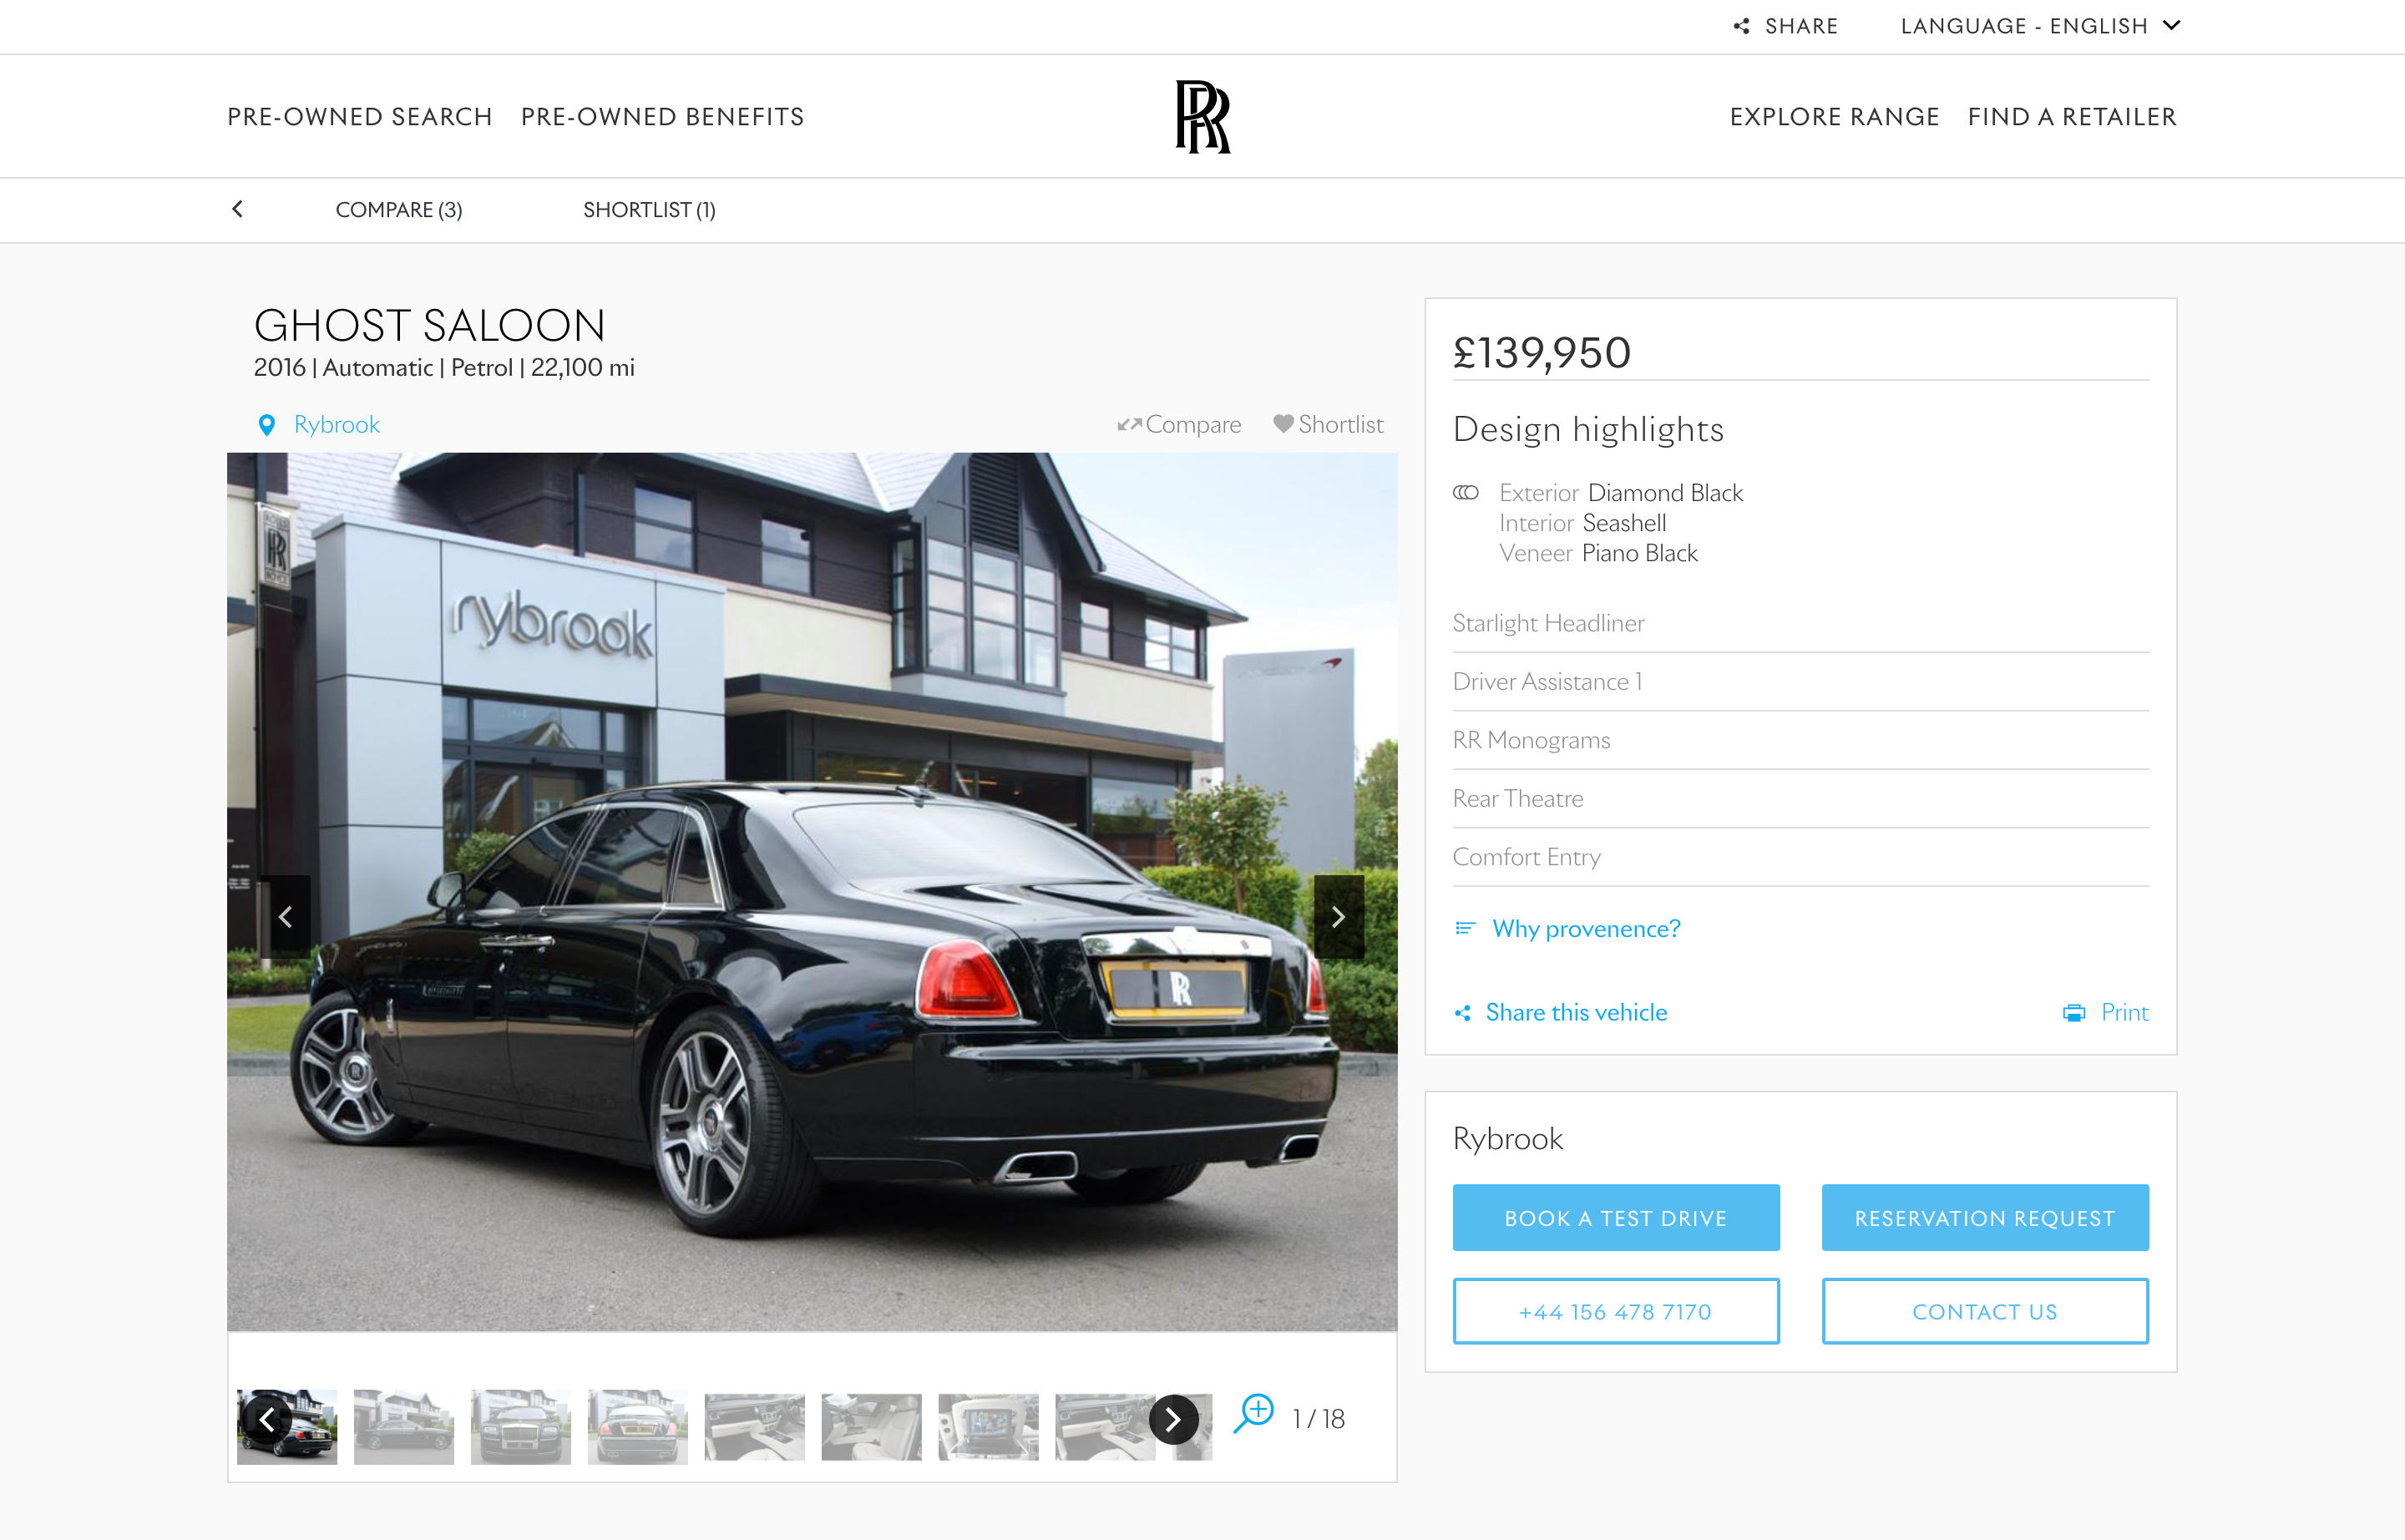 SHARE
LANGUAGE - ENGLISH
PRE-OWNED SEARCH
PRE-OWNED BENEFITS
RR
EXPLORE RANGE
FIND A RETAILER
COMPARE (3)
SHORTLIST (1)
GHOST SALOON
2016 | Automatic | Petrol | 22,100 mi
Rybrook
Compare
Shortlist
rybrook
RR
RR
1 / 18
£139,950
Design highlights
Exterior Diamond Black
Interior Seashell
Veneer Piano Black
Starlight Headliner
Driver Assistance 1
RR Monograms
Rear Theatre
Comfort Entry
Why provenence?
Share this vehicle
Print
Rybrook
BOOK A TEST DRIVE
RESERVATION REQUEST
+44 156 478 7170
CONTACT US